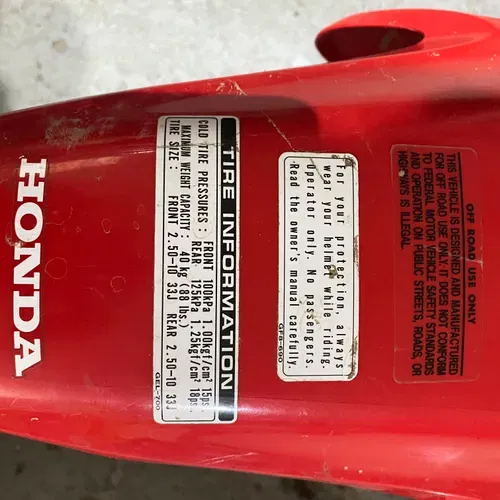 HONDA
TIRE INFORMATION
COLD TIRE PRESSURES: FRONT 100kPa 1.00kgf/cm² 15psi
REAR 125kPa 1.25kgf/cm² 18psi
MAXIMUM WEIGHT CAPACITY: 40 kg (88 lbs.)
TIRE SIZE: FRONT 2.50-10 33J REAR 2.50-10 33J
GEL-700
For your protection, always
wear your helmet while riding.
Operator only. No passengers.
Read the owner's manual carefully.
GF8-690
OFF ROAD USE ONLY
THIS VEHICLE IS DESIGNED AND MANUFACTURED
FOR OFF ROAD USE ONLY. IT DOES NOT CONFORM
TO FEDERAL MOTOR VEHICLE SAFETY STANDARDS
AND OPERATION ON PUBLIC STREETS, ROADS, OR
HIGHWAYS IS ILLEGAL